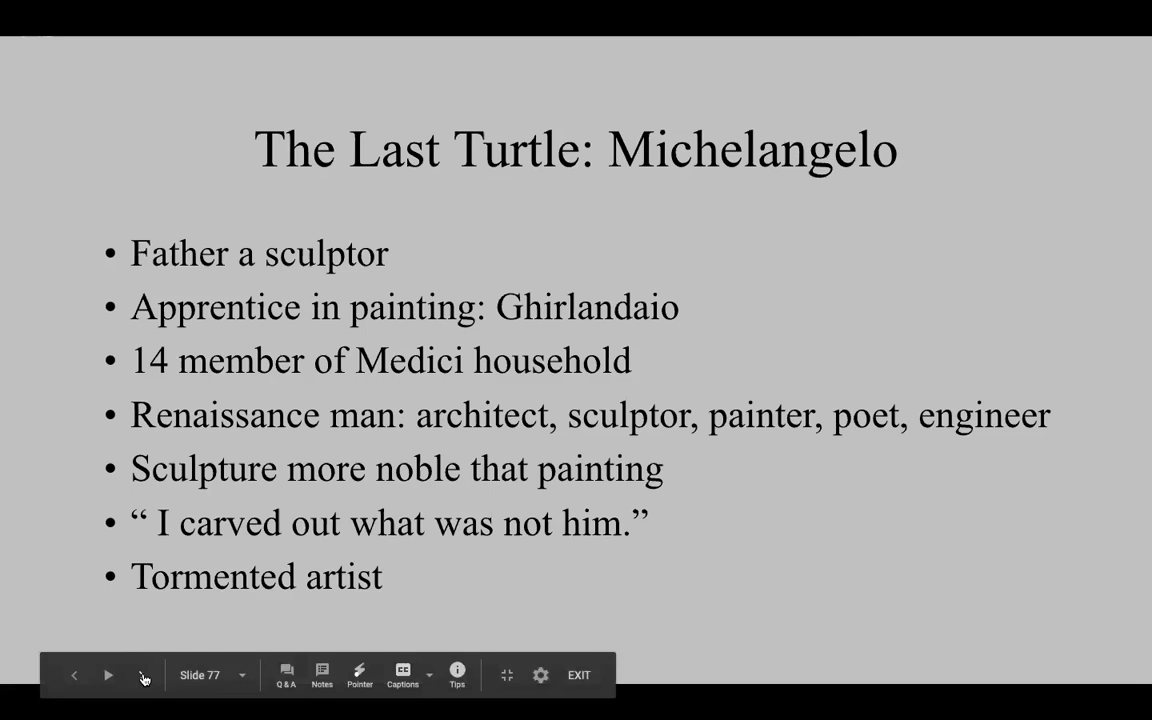 The Last Turtle: Michelangelo
• Father a sculptor
• Apprentice in painting: Ghirlandaio
• 14 member of Medici household
• Renaissance man: architect, sculptor, painter, poet, engineer
• Sculpture more noble that painting
• “ I carved out what was not him.”
• Tormented artist
Slide 77 Q & A Notes Pointer CC Captions Tips EXIT